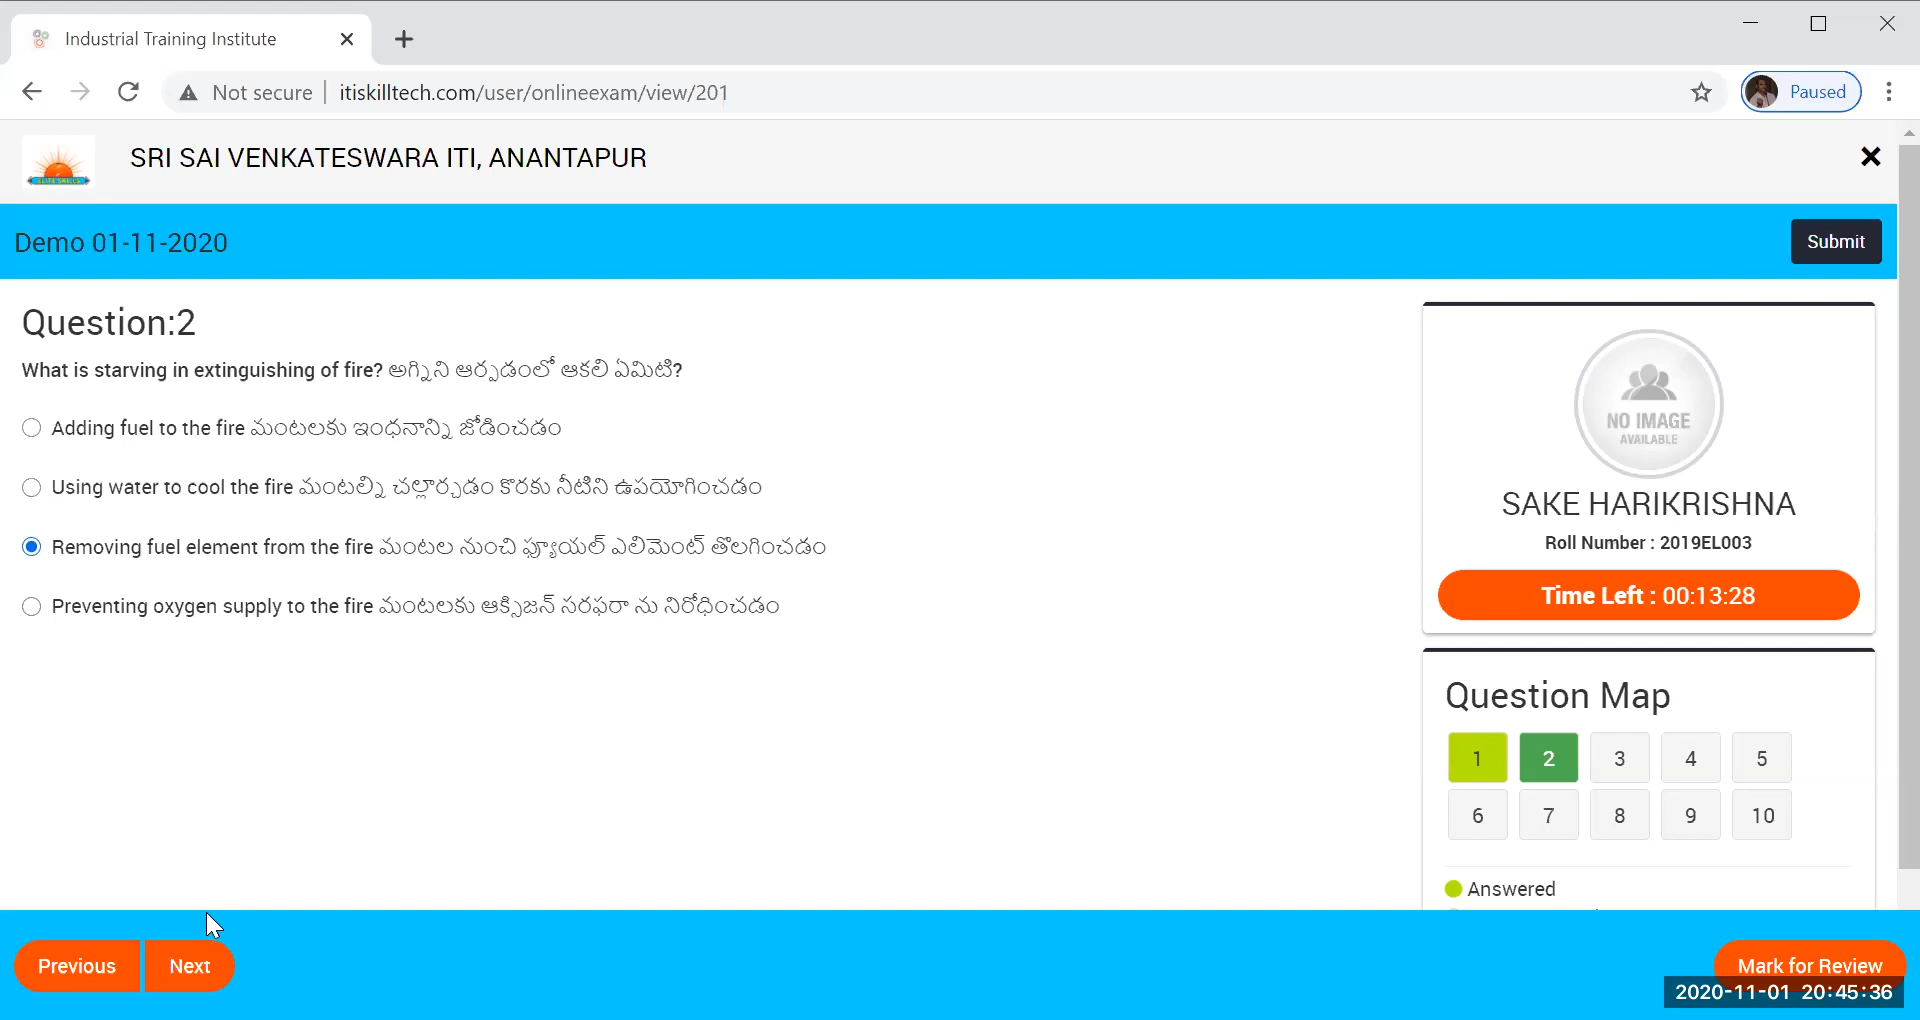 Industrial Training Institute
Not secure
itiskilltech.com/user/onlineexam/view/201
Paused
ELITE SKILLS
SRI SAI VENKATESWARA ITI, ANANTAPUR
Demo 01-11-2020
Submit
Question:2
What is starving in extinguishing of fire? అగ్నిని ఆర్పడంలో ఆకలి ఏమిటి?
Adding fuel to the fire మంటలకు ఇంధనాన్ని జోడించడం
Using water to cool the fire మంటల్ని చల్లార్చడం కొరకు నీటిని ఉపయోగించడం
Removing fuel element from the fire మంటల నుంచి ఫ్యూయల్ ఎలిమెంట్ తొలగించడం
Preventing oxygen supply to the fire మంటలకు ఆక్సిజన్ సరఫరా ను నిరోధించడం
NO IMAGE
AVAILABLE
SAKE HARIKRISHNA
Roll Number : 2019EL003
Time Left : 00:13:28
Question Map
1 2 3 4 5
6 7 8 9 10
Answered
Previous
Next
Mark for Review
2020-11-01 20:45:36